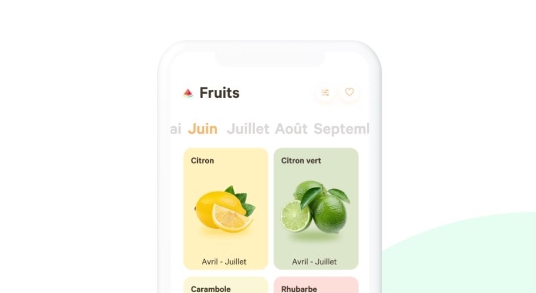 Fruits
ai Juin Juillet Août Septeml
Citron
Citron vert
Avril - Juillet
Avril - Juillet
Carambole
Rhubarbe